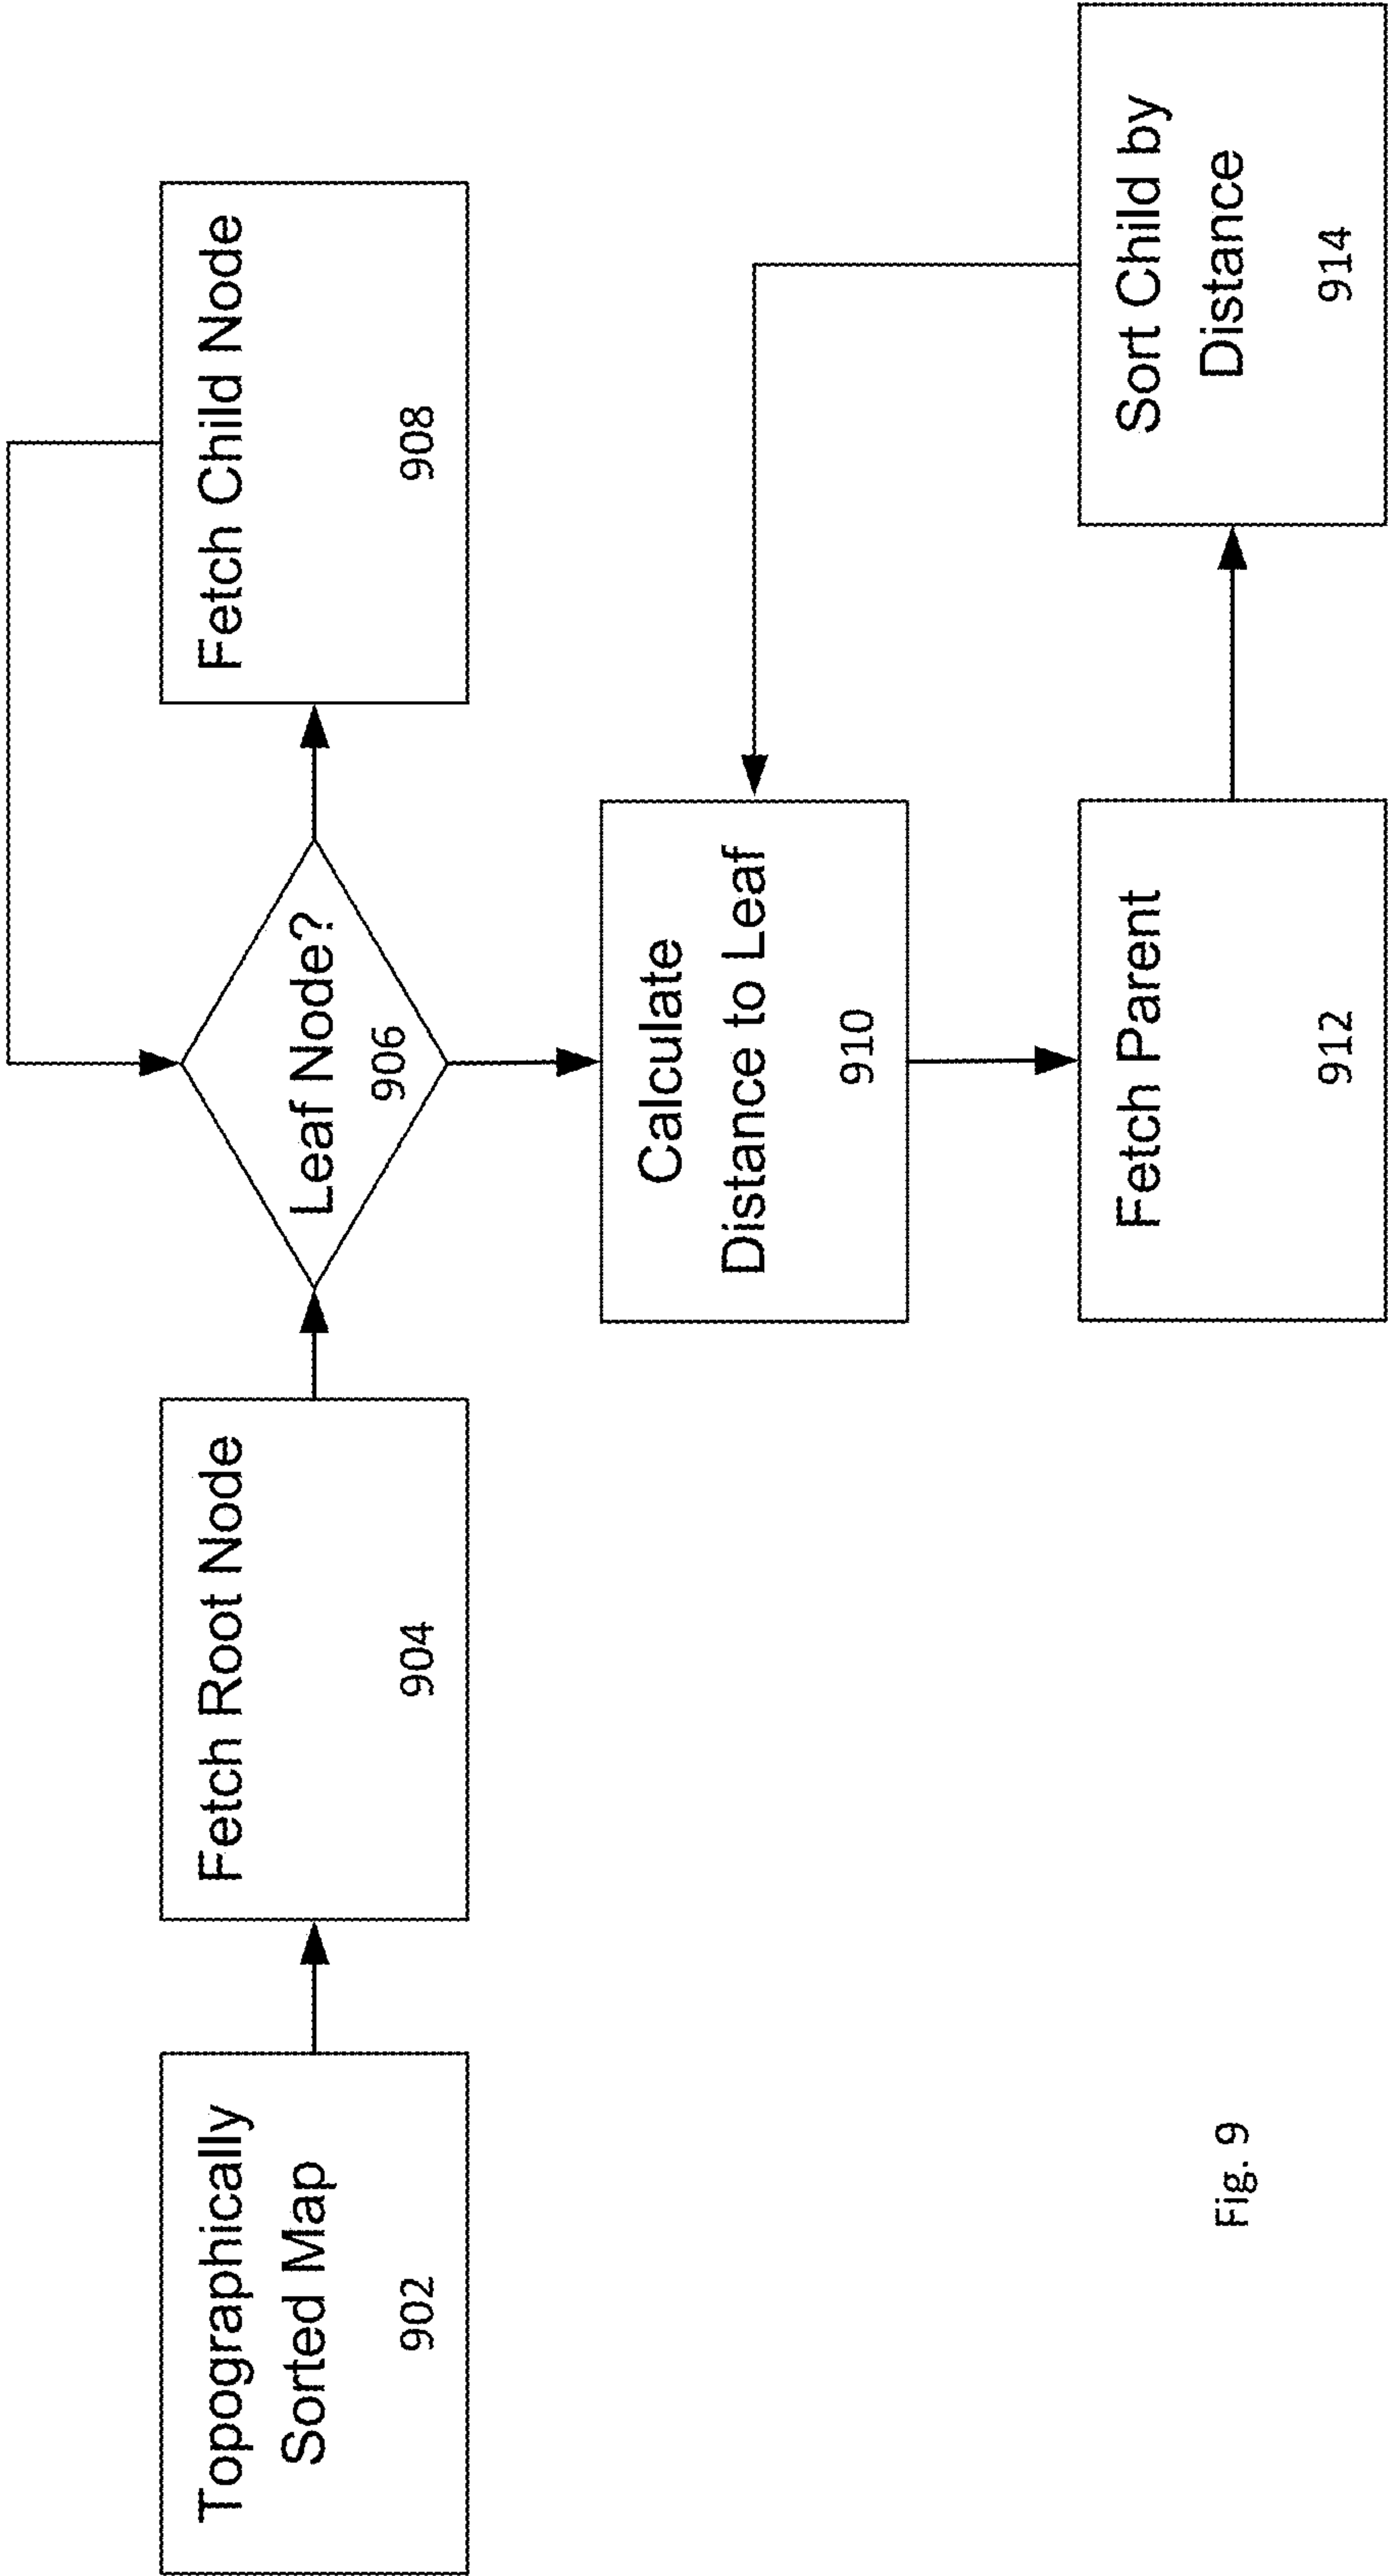 Topographically
Sorted Map
902
Fetch Root Node
904
Leaf Node?
906
Fetch Child Node
908
Calculate
Distance to Leaf
910
Fetch Parent
912
Sort Child by
Distance
914
Fig. 9